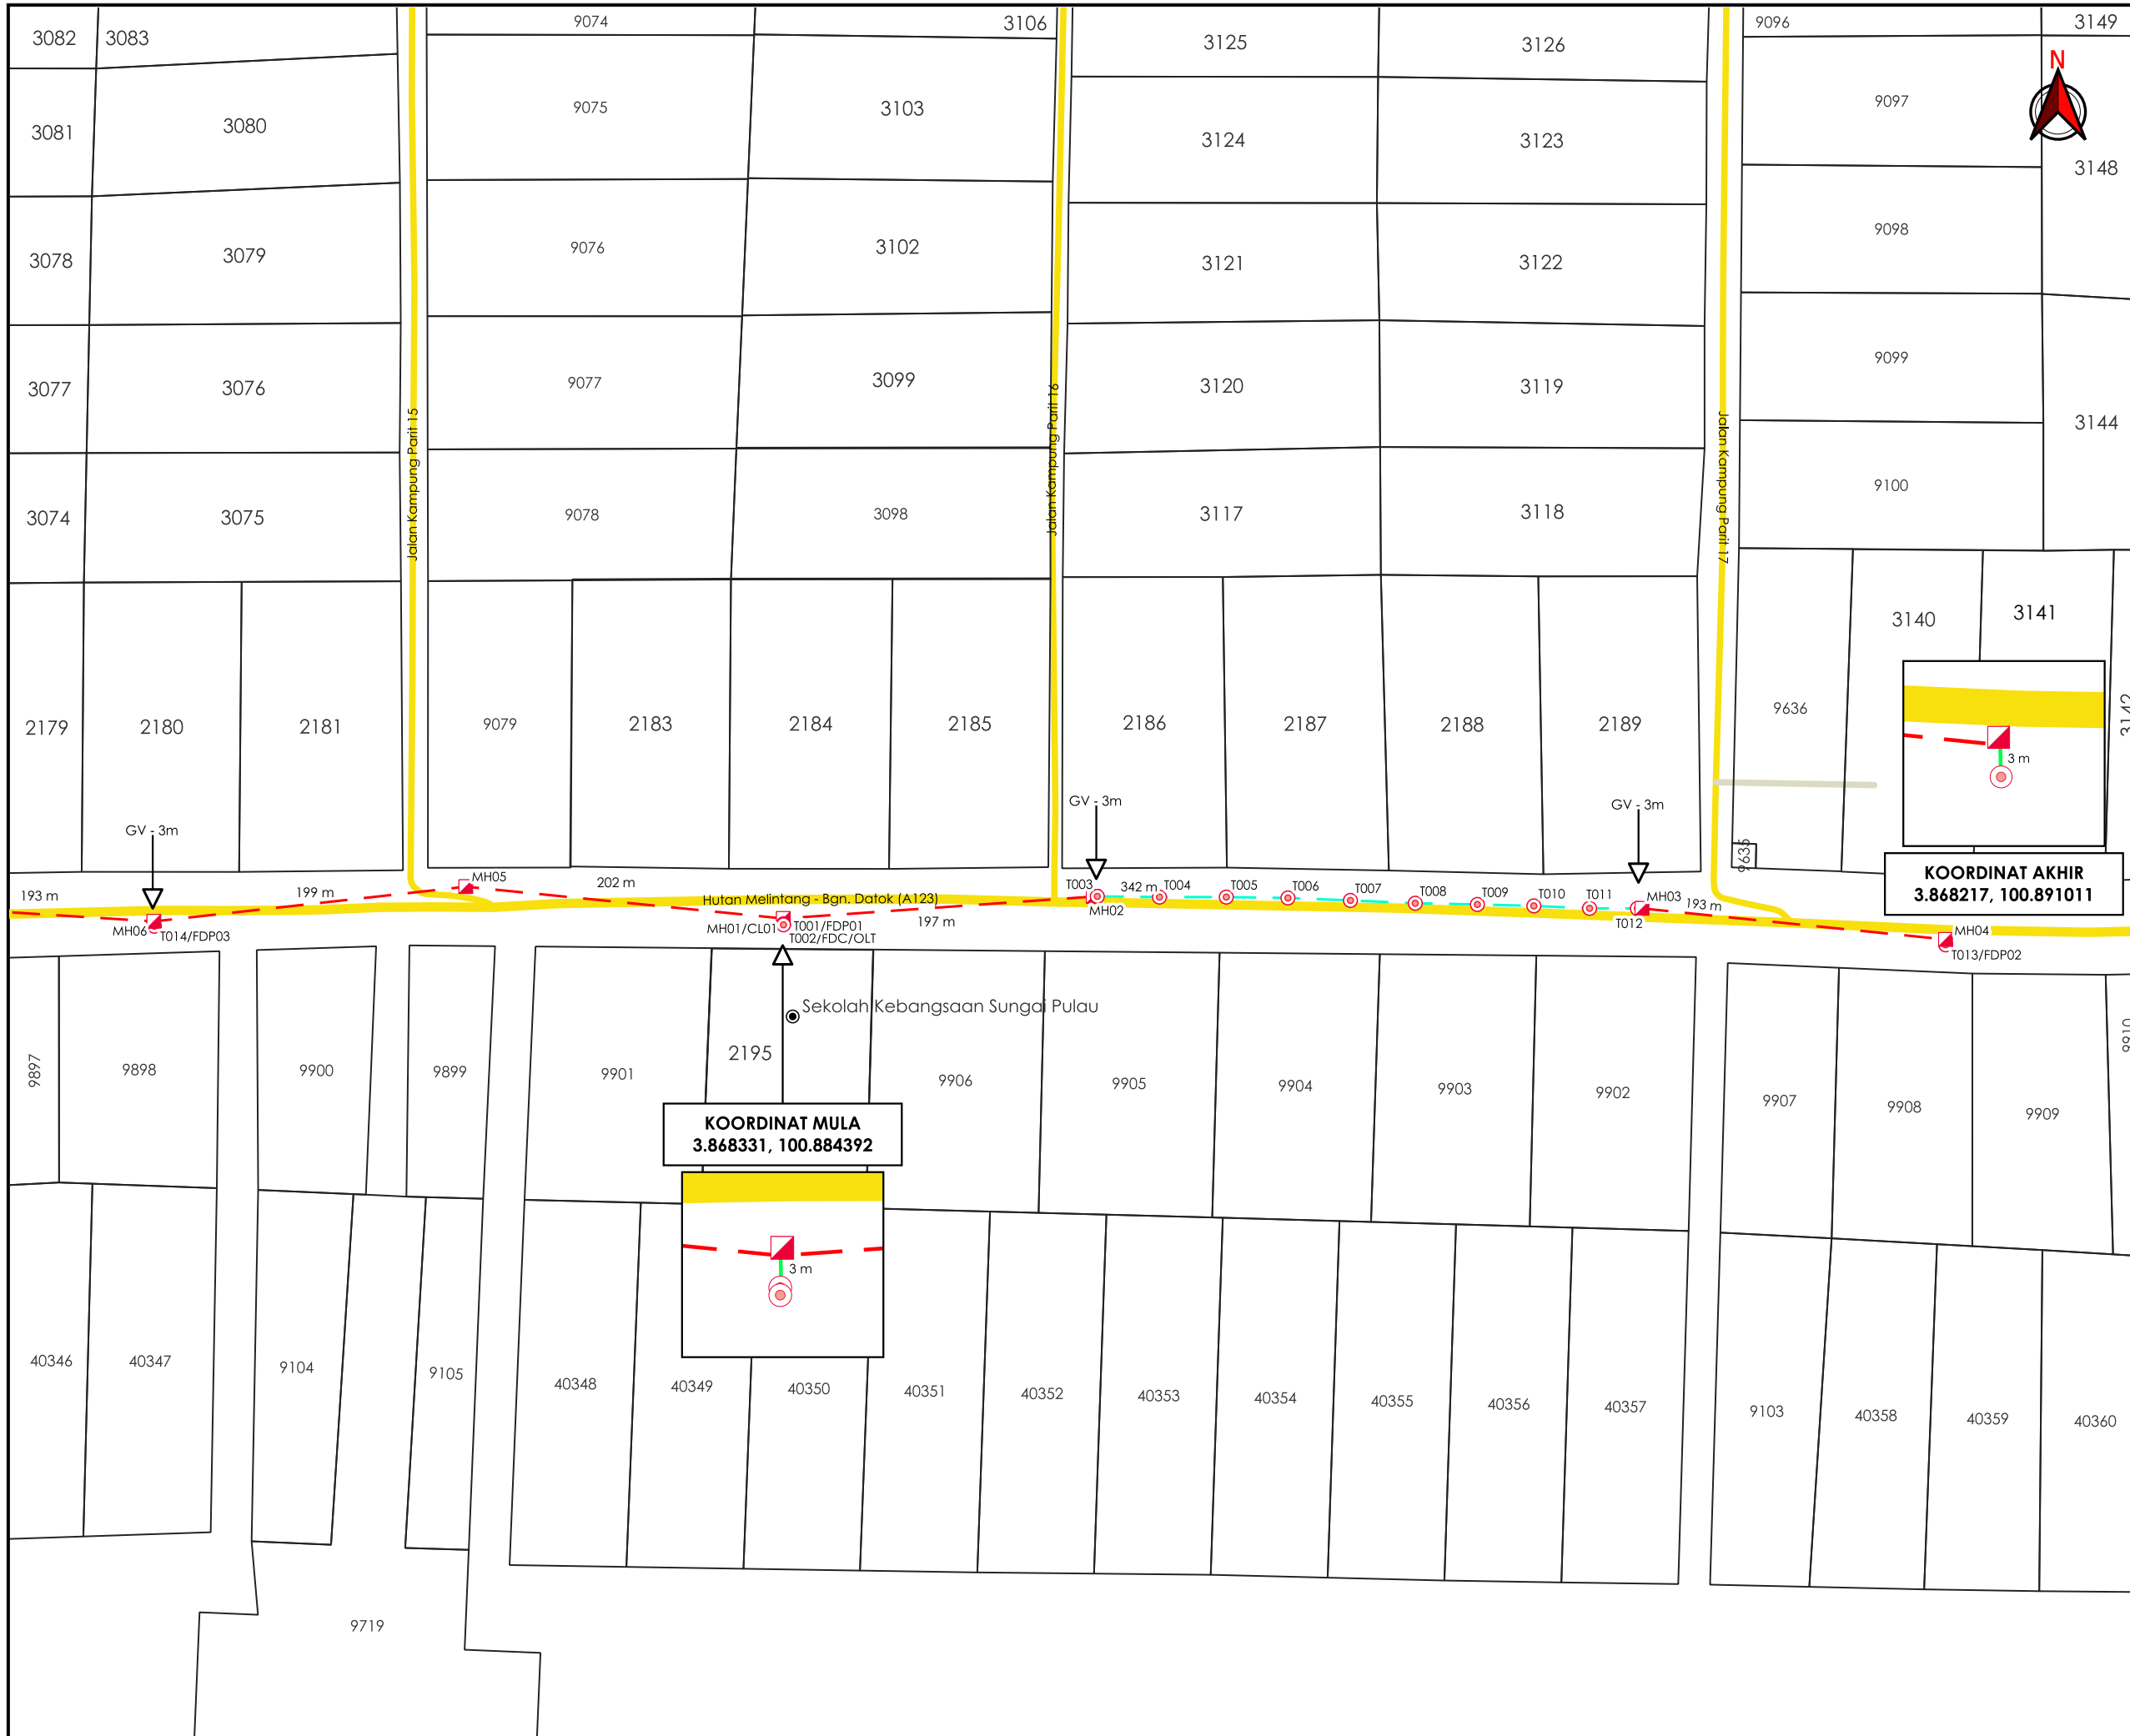 3082
3083
9074
3106
3125
3126
9096
3149
N
3081
3080
9075
3103
3124
3123
9097
3148
3078
3079
9076
3102
3121
3122
9098
3077
3076
9077
3099
3120
3119
9099
3144
Jalan Kampung Parit 15
Jalan Kampung Parit 16
Jalan Kampung Parit 17
3074
3075
9078
3098
3117
3118
9100
3140
3141
2179
2180
2181
9079
2183
2184
2185
2186
2187
2188
2189
9636
3142
3 m
GV - 3m
GV - 3m
GV - 3m
9635
KOORDINAT AKHIR
3.868217, 100.891011
193 m
199 m
MH05
202 m
Hutan Melintang - Bgn. Datok (A123)
197 m
T003
342 m
T004
T005
T006
T007
T008
T009
T010
T011
MH03
193 m
MH02
T012
MH06
T014/FDP03
MH01/CL01
T001/FDP01
T002/FDC/OLT
MH04
T013/FDP02
Sekolah Kebangsaan Sungai Pulau
9897
9898
9900
9899
9901
2195
9906
9905
9904
9903
9902
9907
9908
9909
9910
KOORDINAT MULA
3.868331, 100.884392
3 m
40346
40347
9104
9105
40348
40349
40350
40351
40352
40353
40354
40355
40356
40357
9103
40358
40359
40360
9719